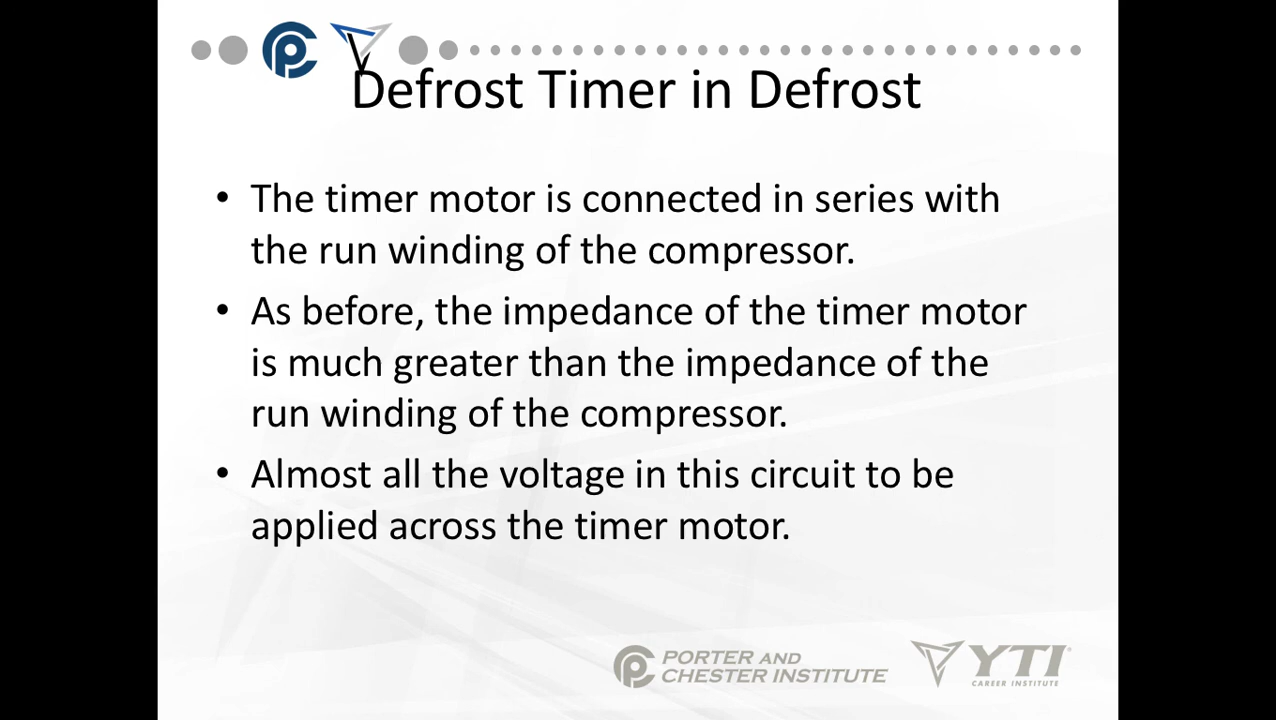 Defrost Timer in Defrost
• The timer motor is connected in series with
the run winding of the compressor.
• As before, the impedance of the timer motor
is much greater than the impedance of the
run winding of the compressor.
• Almost all the voltage in this circuit to be
applied across the timer motor.
PORTER AND
CHESTER INSTITUTE
YTI
CAREER INSTITUTE